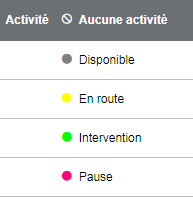 Activité Aucune activité
Disponible
En route
Intervention
Pause